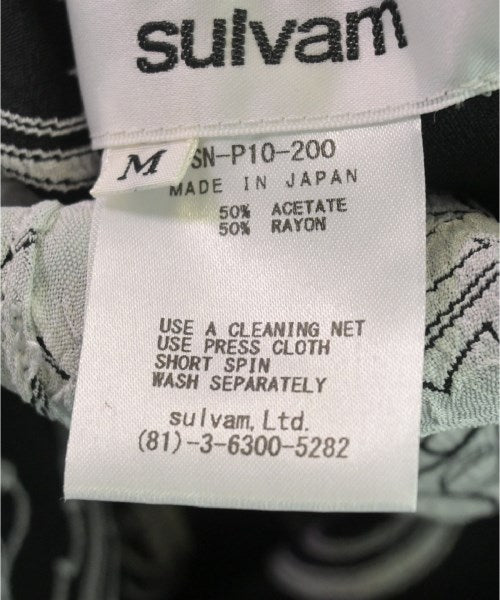 sulvam
M
SN-P10-200
MADE IN JAPAN
50% ACETATE
50% RAYON
USE A CLEANING NET
USE PRESS CLOTH
SHORT SPIN
WASH SEPARATELY
sulvam, Ltd.
(81)-3-6300-5282